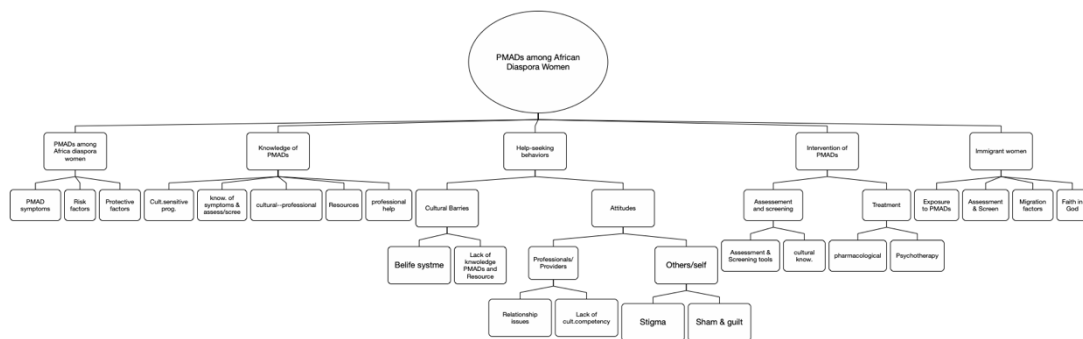 PMADs among African
Diaspora Women
PMADs among
Africa diaspora
women
Knowledge of
PMADs
Help-seeking
behaviors
Intervention of
PMADs
Immigrant women
PMAD
symptoms
Risk
factors
Protective
factors
Cult.sensitive
prog.
know. of
symptoms &
assess/scree
cultural--professional
Resources
professional
help
Cultural Barries
Attitudes
Assessement and
screening
Treatment
Exposure
to PMADs
Assessment
& Screen
Migration
factors
Faith in
God
Belife systme
Lack of
knweoledge
PMADs and
Resource
Professionals/
Providers
Others/self
Assessment &
Screening tools
cultural
know.
pharmacological
Psychotherapy
Relationship
issues
Lack of
cult.competency
Stigma
Sham & guilt